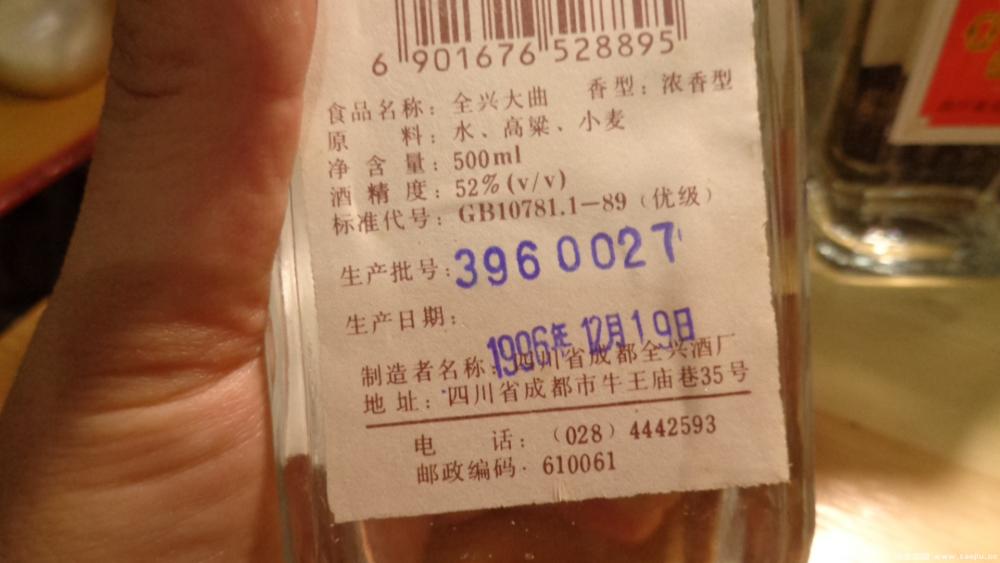 6 901676 528895
食品名称：全兴大曲 香型：浓香型
原 料：水、高粱、小麦
净 含 量：500ml
酒 精 度：52%(v/v)
标准代号：GB10781.1—89（优级）
生产批号：3960027
生产日期：
1996年 12月19日
制造者名称：四川省成都全兴酒厂
地 址：四川省成都市牛王庙巷35号
电 话：（028）4442593
邮政编码：610061